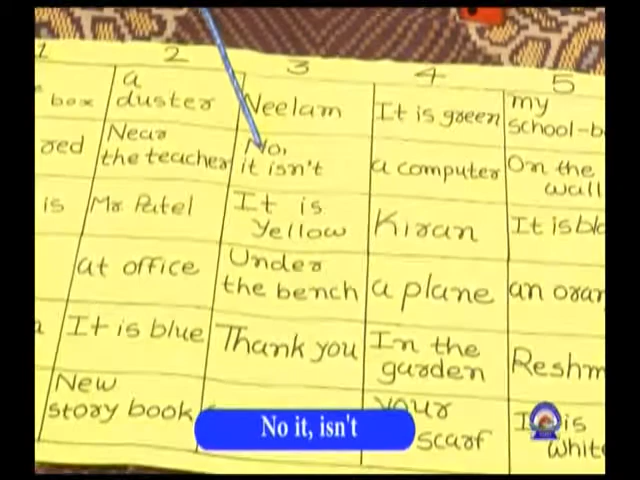 1 2 3 4 5
box
a
duster
Neelam
It is green
my
school-b
red
Near
the teacher
No,
it isn't
a computer
On the
wall
is
Mr. Patel
It is
yellow
Kiran
It is bla
at office
Under
the bench
a plane
an oran
It is blue
Thank you
In the
garden
Reshm
New
story book
your
scarf
is
white
No it, isn't